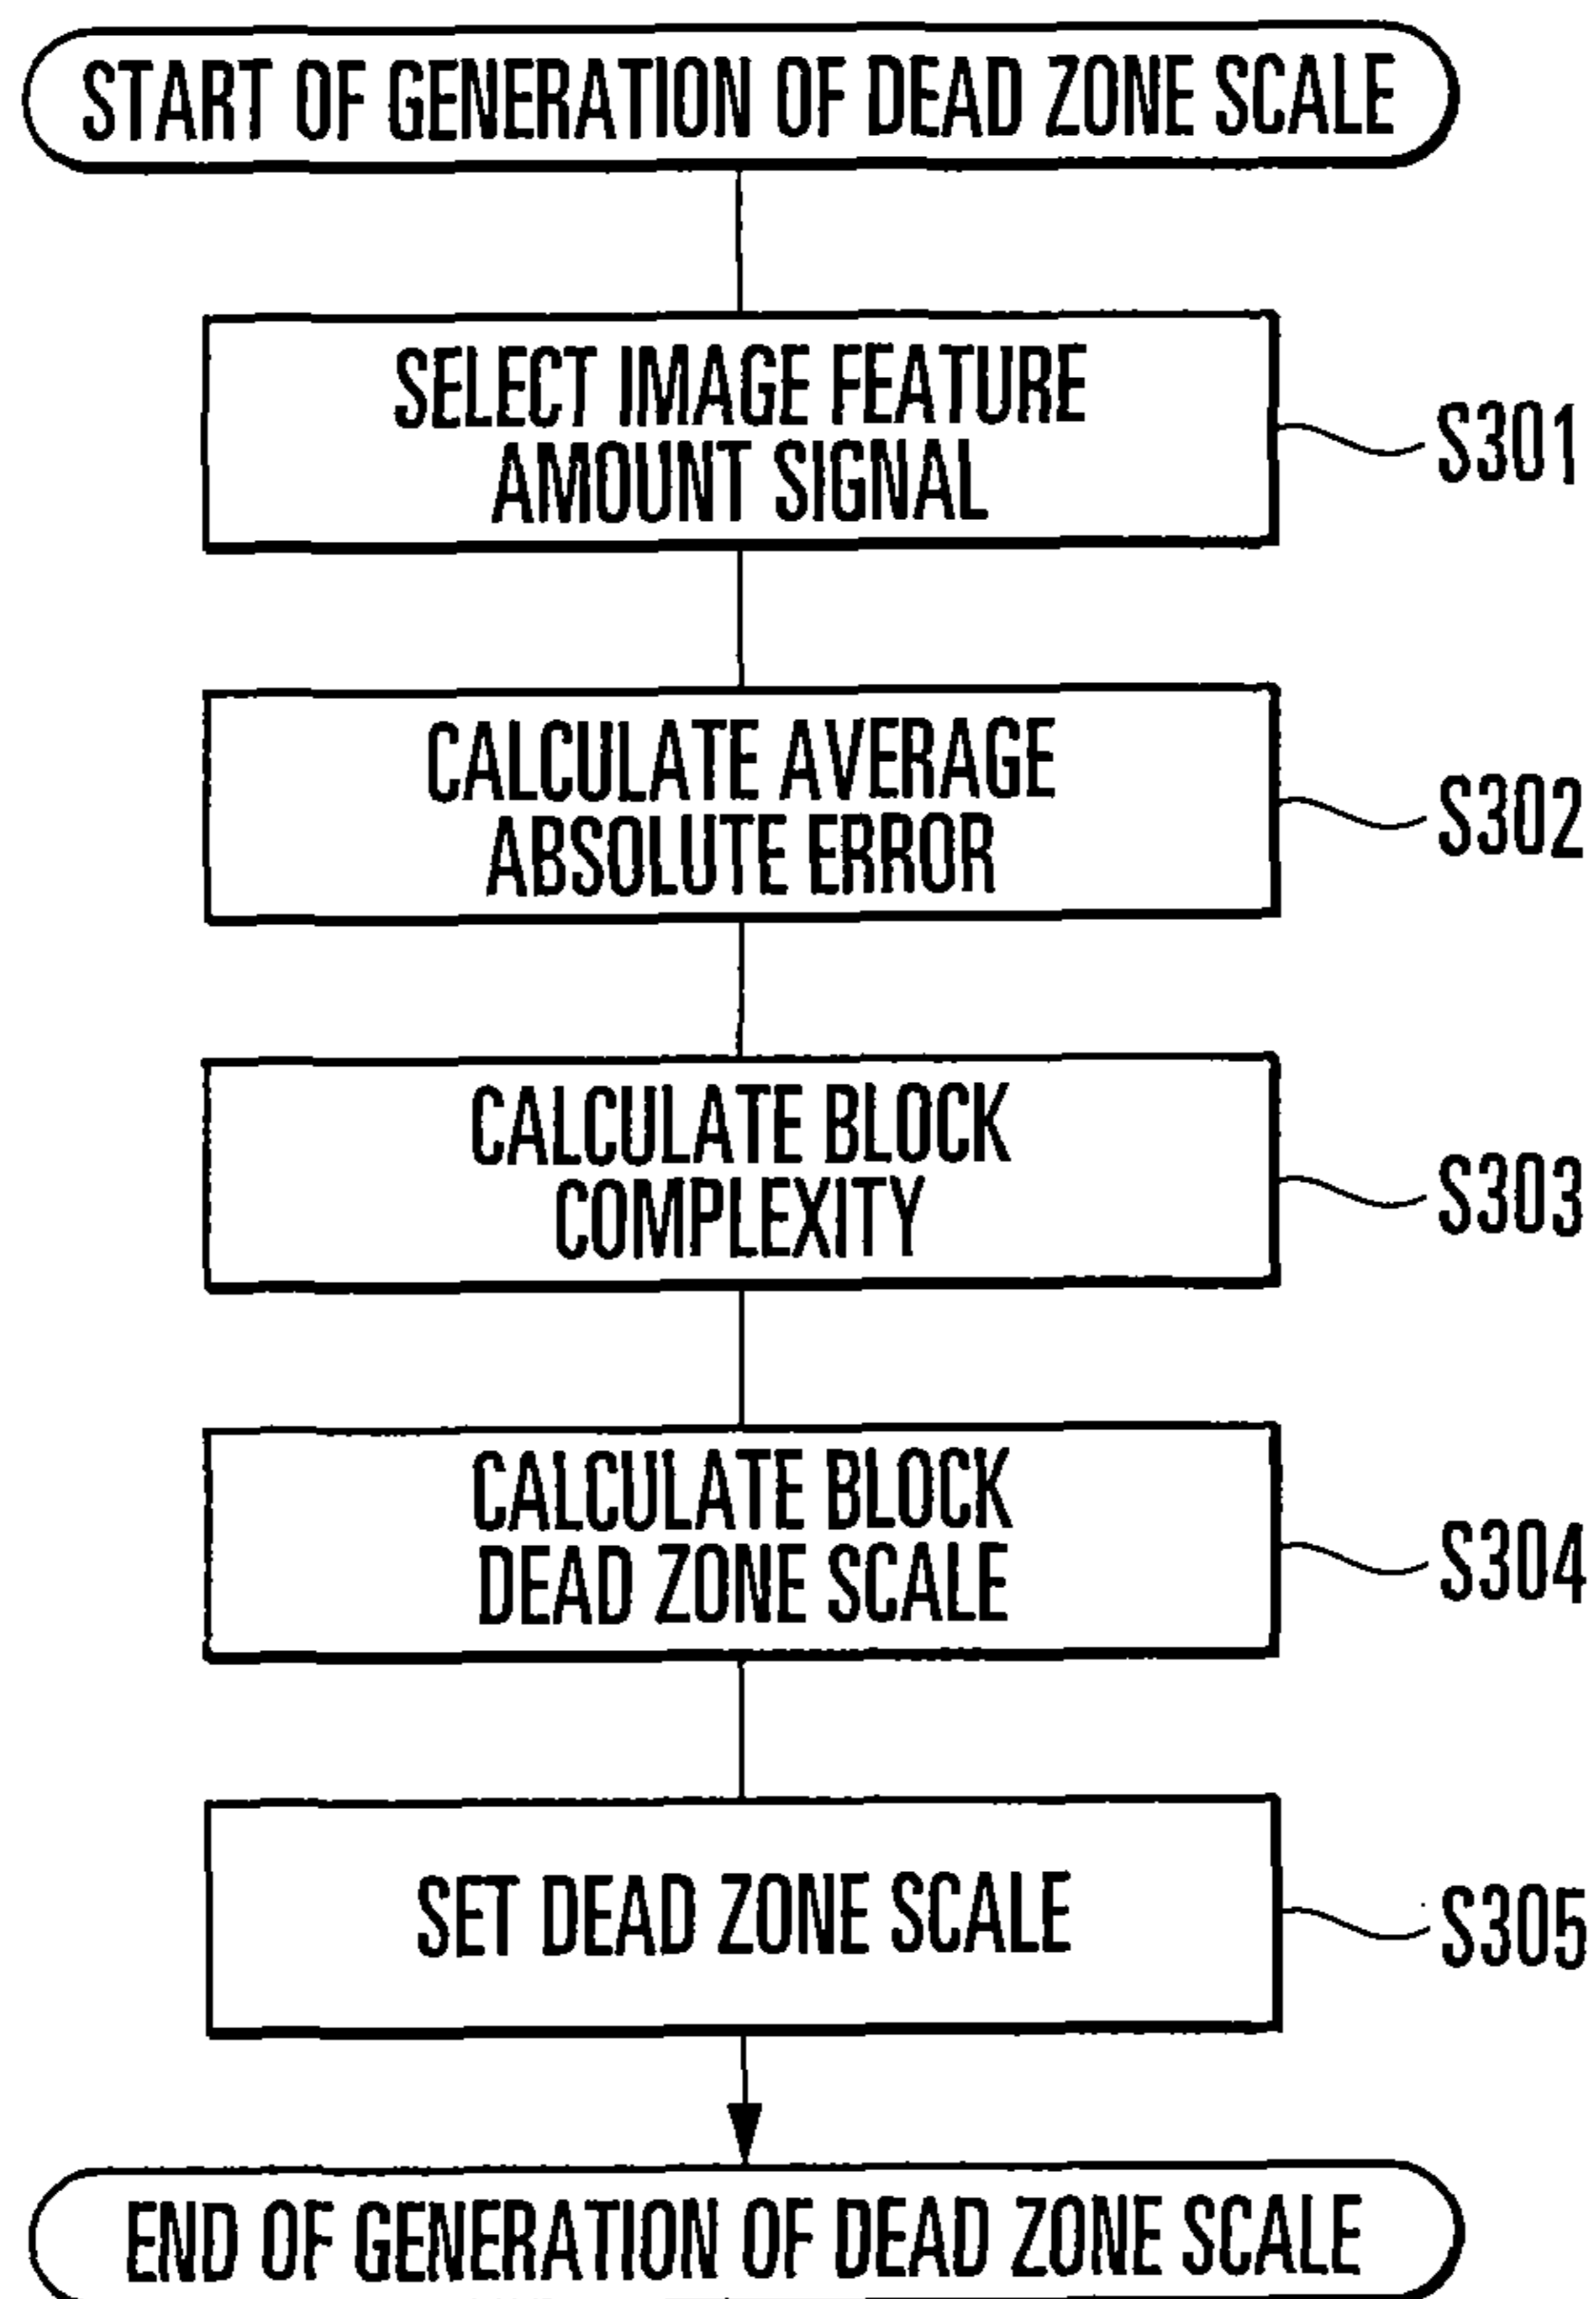 START OF GENERATION OF DEAD ZONE SCALE
SELECT IMAGE FEATURE
AMOUNT SIGNAL
S301
CALCULATE AVERAGE
ABSOLUTE ERROR
S302
CALCULATE BLOCK
COMPLEXITY
S303
CALCULATE BLOCK
DEAD ZONE SCALE
S304
SET DEAD ZONE SCALE
S305
END OF GENERATION OF DEAD ZONE SCALE